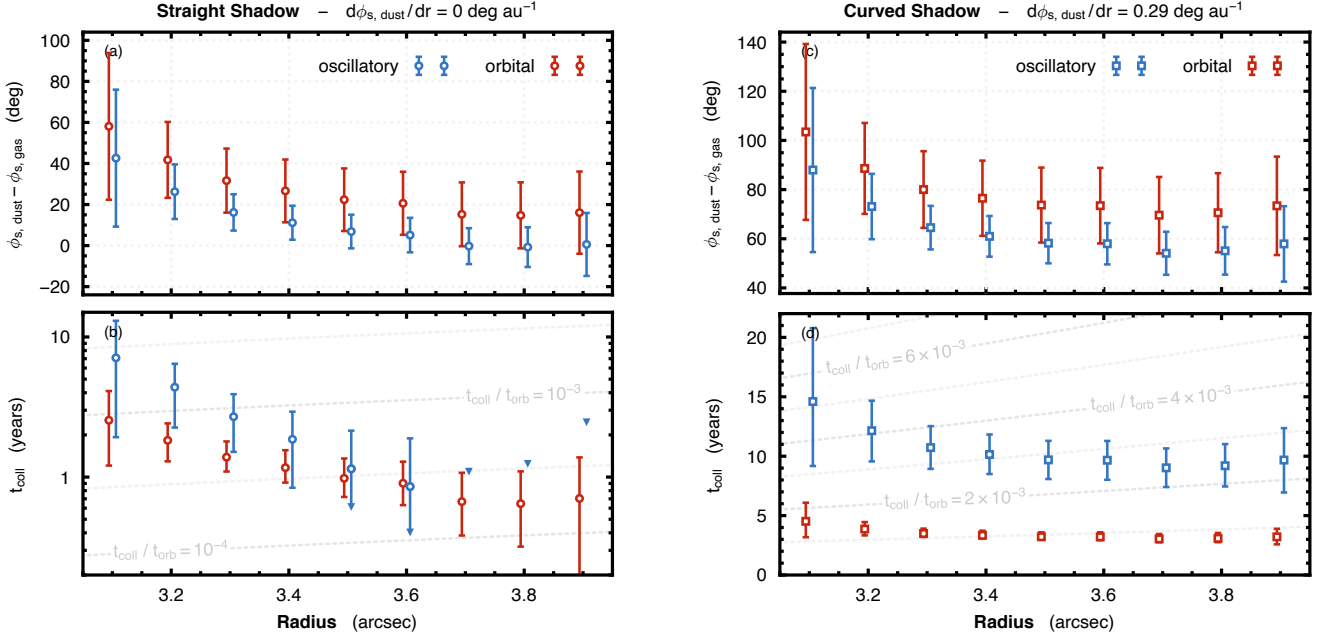 Straight Shadow – dϕs, dust/dr = 0 deg au−1
(a)
oscillatory orbital
100
80
60
40
20
0
−20
ϕs, dust − ϕs, gas (deg)
(b)
10
1
tcoll (years)
tcoll / torb = 10−3
tcoll / torb = 10−4
3.2 3.4 3.6 3.8
Radius (arcsec)
Curved Shadow – dϕs, dust/dr = 0.29 deg au−1
(c)
oscillatory orbital
140
120
100
80
60
40
ϕs, dust − ϕs, gas (deg)
(d)
20
15
10
5
0
tcoll (years)
tcoll / torb = 6 × 10−3
tcoll / torb = 4 × 10−3
tcoll / torb = 2 × 10−3
3.2 3.4 3.6 3.8
Radius (arcsec)